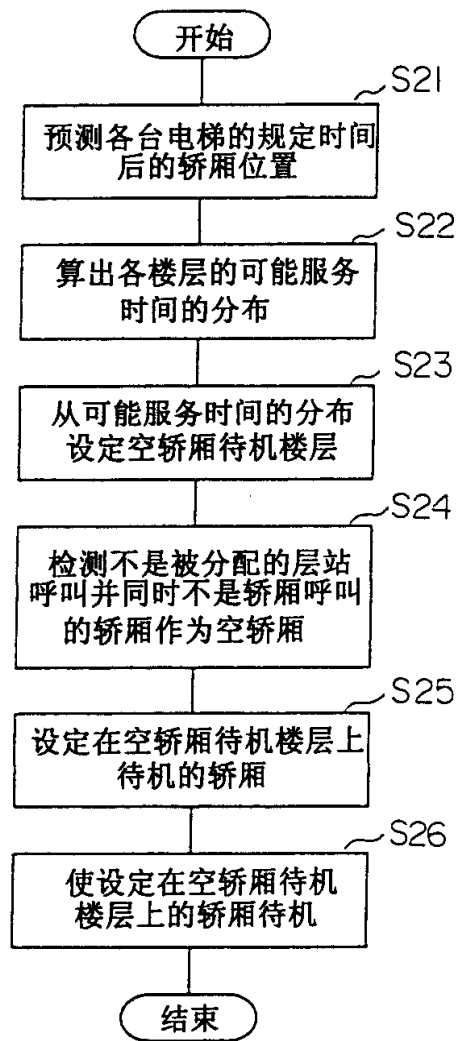 开始
S21
预测各台电梯的规定时间
后的轿厢位置
S22
算出各楼层的可能服务
时间的分布
S23
从可能服务时间的分布
设定空轿厢待机楼层
S24
检测不是被分配的层站
呼叫并同时不是轿厢呼叫
的轿厢作为空轿厢
S25
设定在空轿厢待机楼层上
待机的轿厢
S26
使设定在空轿厢待机
楼层上的轿厢待机
结束